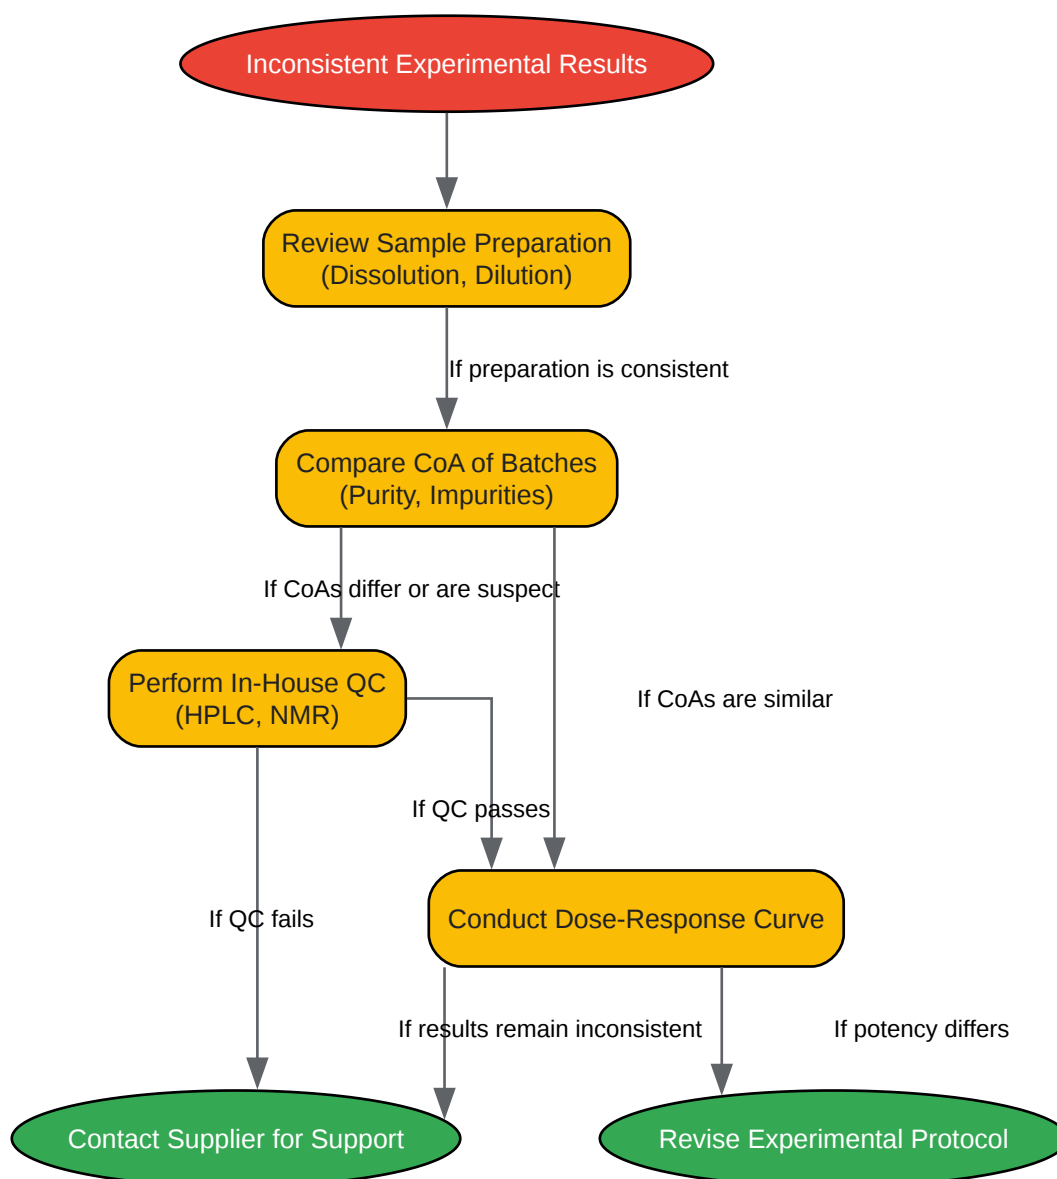 Inconsistent Experimental Results
Review Sample Preparation
(Dissolution, Dilution)
If preparation is consistent
Compare CoA of Batches
(Purity, Impurities)
If CoAs differ or are suspect
Perform In-House QC
(HPLC, NMR)
If CoAs are similar
If QC passes
If QC fails
Conduct Dose-Response Curve
If results remain inconsistent
If potency differs
Contact Supplier for Support
Revise Experimental Protocol